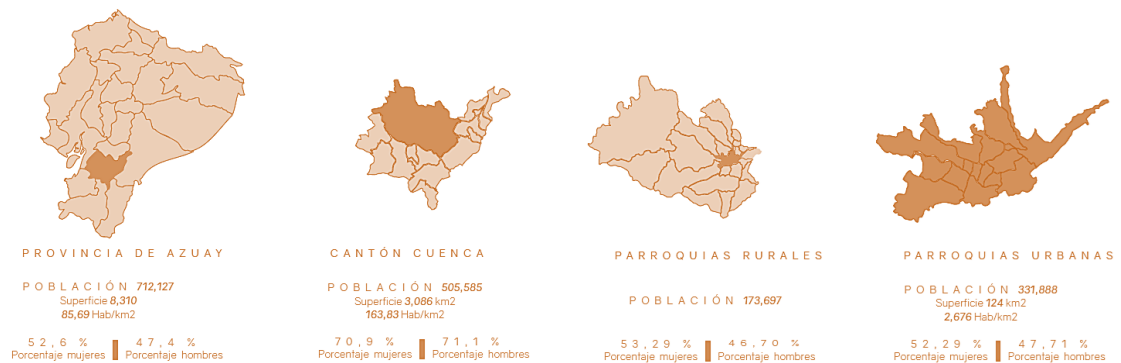 PROVINCIA DE AZUAY
POBLACIÓN 712,127
Superficie 8,310
85,69 Hab/km2
52,6 %
Porcentaje mujeres
47,4 %
Porcentaje hombres
CANTÓN CUENCA
POBLACIÓN 505,585
Superficie 3,086 km2
163,83 Hab/km2
70,9 %
Porcentaje mujeres
71,1 %
Porcentaje hombres
PARROQUIAS RURALES
POBLACIÓN 173,697
53,29 %
Porcentaje mujeres
46,70 %
Porcentaje hombres
PARROQUIAS URBANAS
POBLACIÓN 331,888
Superficie 124 km2
2,676 Hab/km2
52,29 %
Porcentaje mujeres
47,71 %
Porcentaje hombres